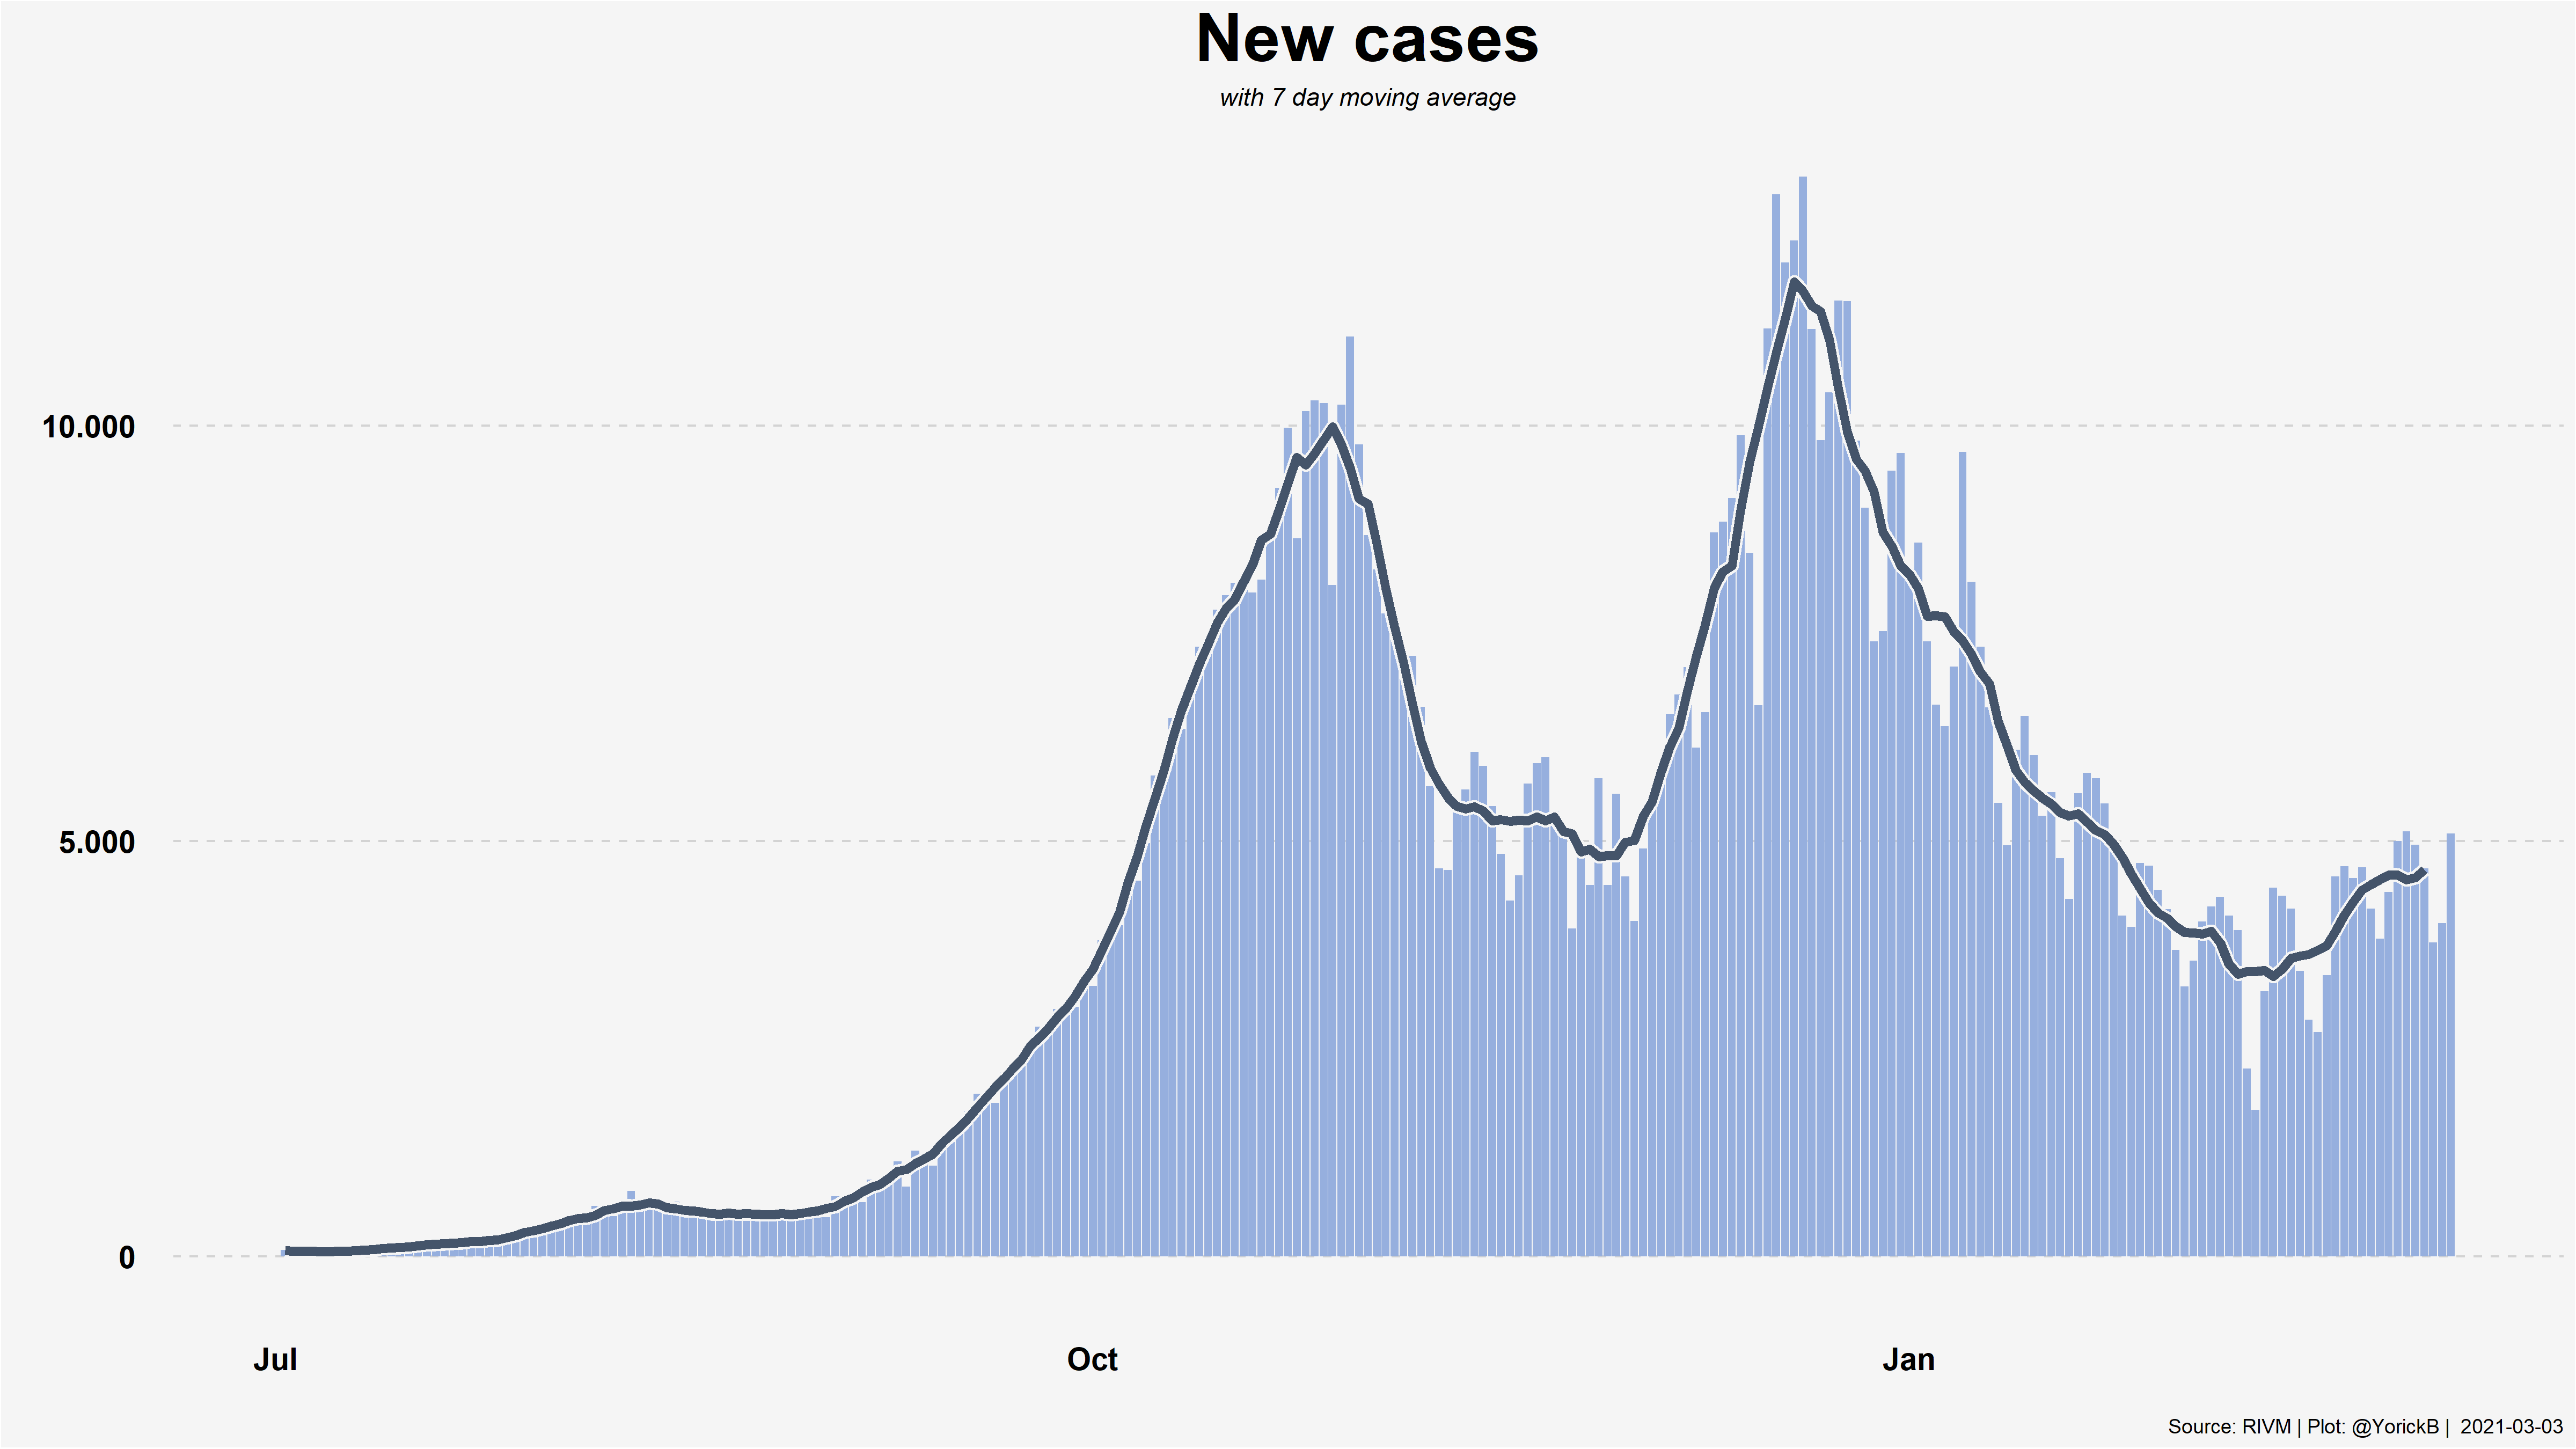 New cases
with 7 day moving average
10.000
5.000
0
Jul Oct Jan
Source: RIVM | Plot: @YorickB | 2021-03-03